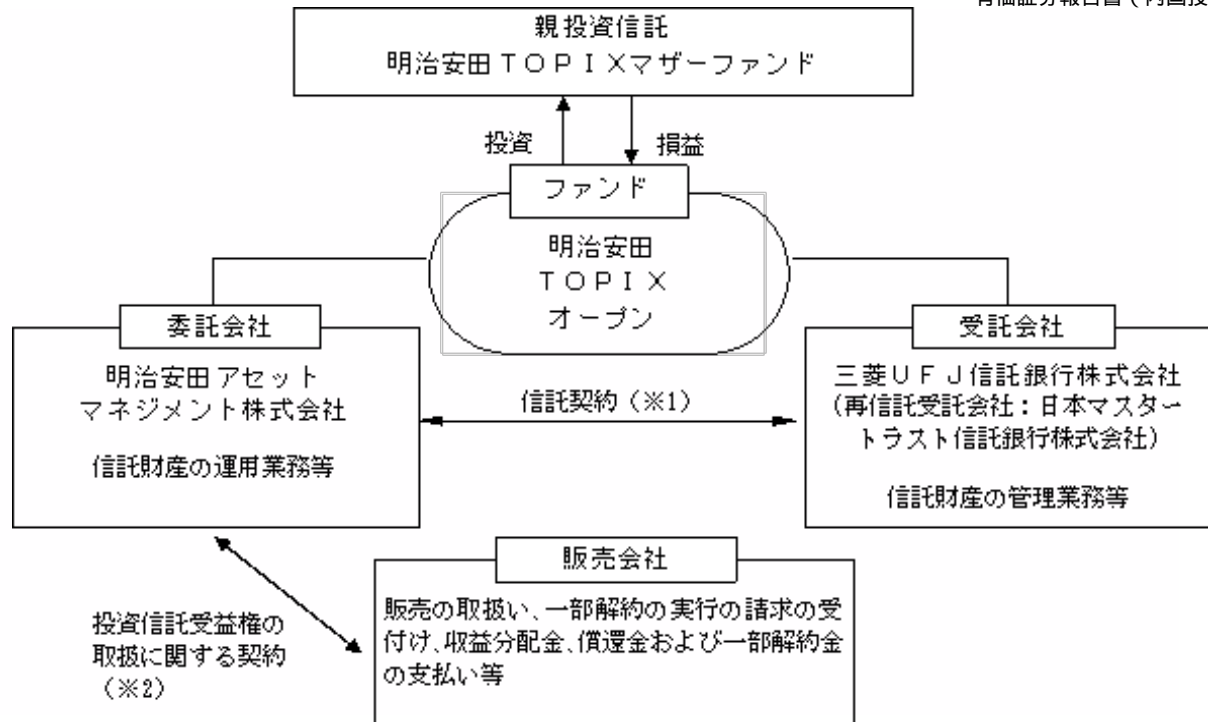 有価証券報告書(内国投
親投資信託
明治安田TOPIXマザーファンド
投資
損益
ファンド
明治安田
TOPIX
オープン
委託会社
明治安田アセット
マネジメント株式会社
信託財産の運用業務等
信託契約(※1)
受託会社
三菱UFJ信託銀行株式会社
(再信託受託会社:日本マスター
トラスト信託銀行株式会社)
信託財産の管理業務等
投資信託受益権の
取扱に関する契約
(※2)
販売会社
販売の取扱い、一部解約の実行の請求の受
付け、収益分配金、償還金および一部解約金
の支払い等